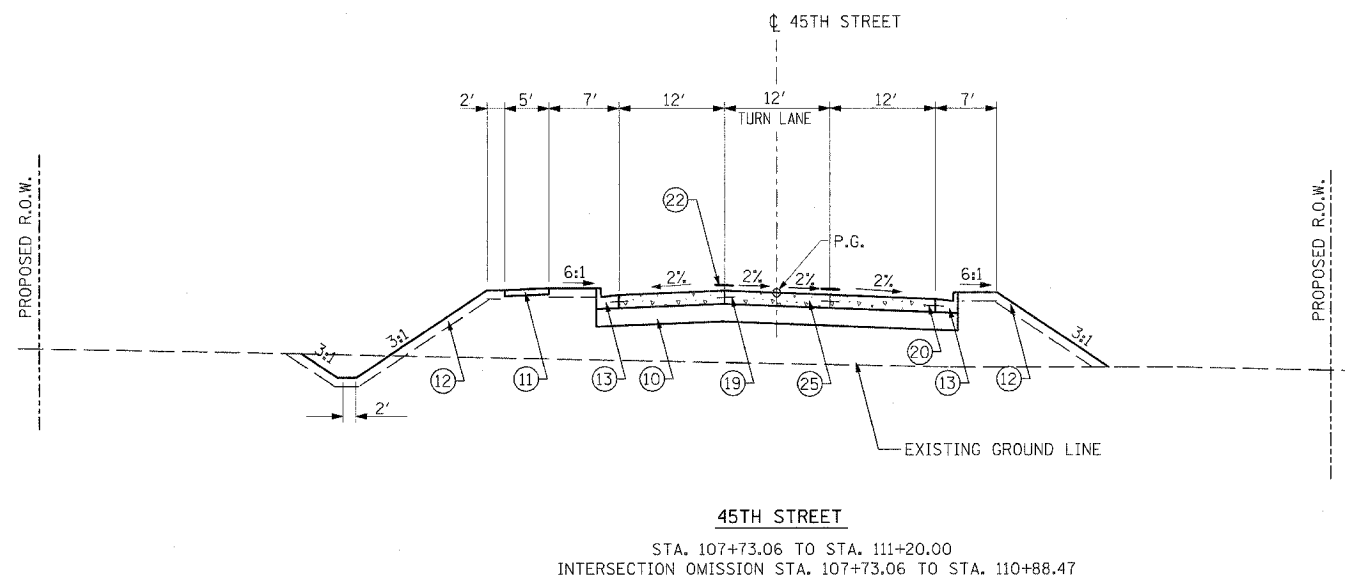 ℄ 45TH STREET
2' 5' 7' 12' 12' 12' 7'
TURN LANE
PROPOSED R.O.W.
PROPOSED R.O.W.
22
P.G.
6:1 2% 2% 2% 2% 6:1
3:1 3:1 3:1
12 11 13 10 19 25 20 13 12
2'
EXISTING GROUND LINE
45TH STREET
STA. 107+73.06 TO STA. 111+20.00
INTERSECTION OMISSION STA. 107+73.06 TO STA. 110+88.47